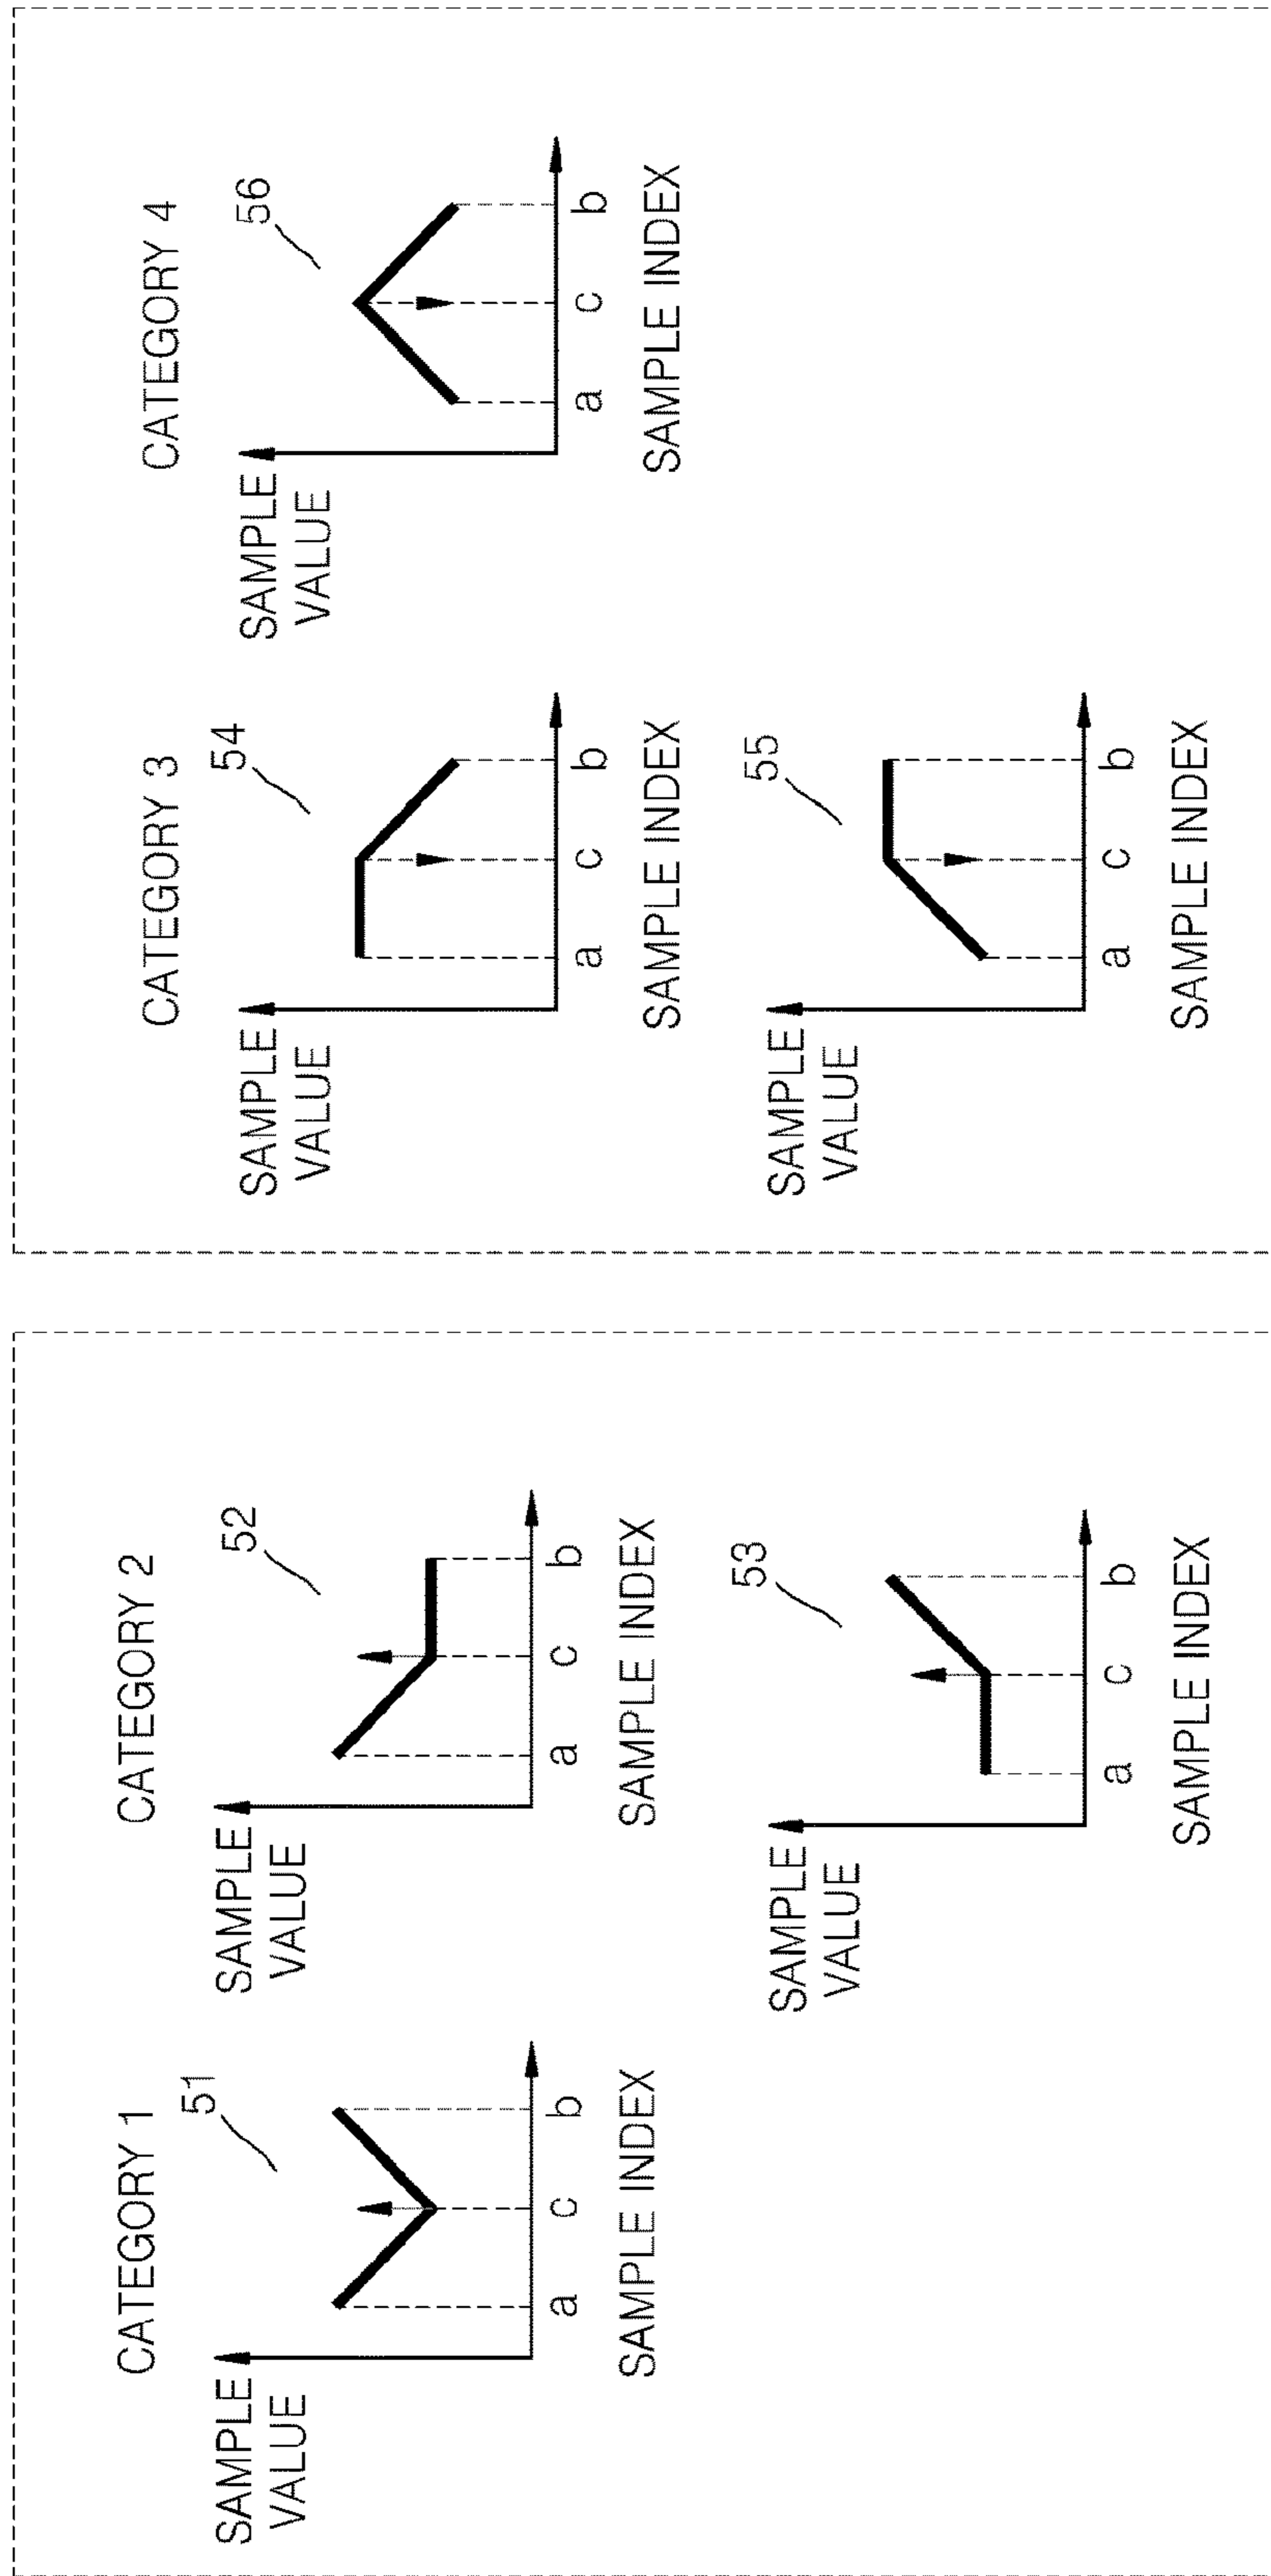 CATEGORY 1
51
SAMPLE
VALUE
a c b
SAMPLE INDEX
CATEGORY 2
52
SAMPLE
VALUE
a c b
SAMPLE INDEX
53
SAMPLE
VALUE
a c b
SAMPLE INDEX
CATEGORY 3
54
SAMPLE
VALUE
a c b
SAMPLE INDEX
55
SAMPLE
VALUE
a c b
SAMPLE INDEX
CATEGORY 4
56
SAMPLE
VALUE
a c b
SAMPLE INDEX